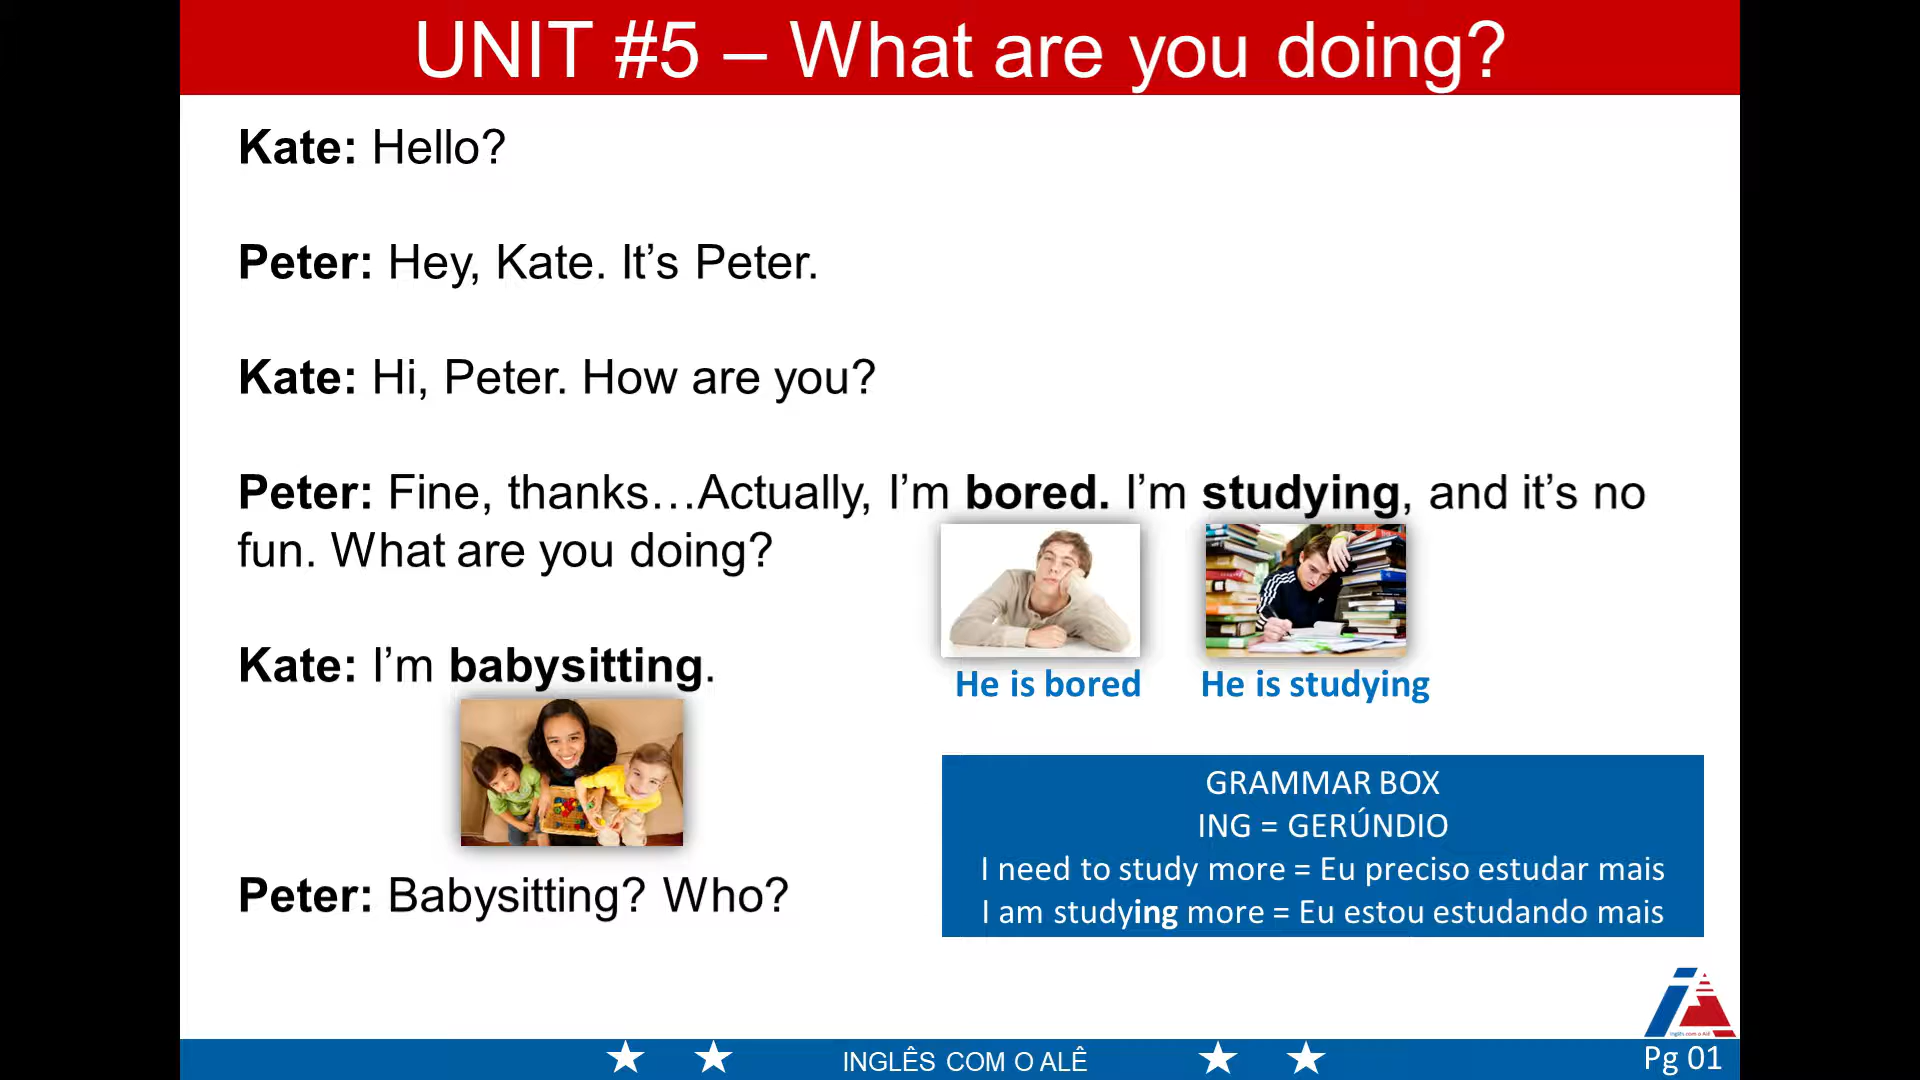 UNIT #5 – What are you doing?
Kate: Hello?
Peter: Hey, Kate. It’s Peter.
Kate: Hi, Peter. How are you?
Peter: Fine, thanks…Actually, I’m bored. I’m studying, and it’s no
fun. What are you doing?
Kate: I’m babysitting.
He is bored
He is studying
Peter: Babysitting? Who?
GRAMMAR BOX
ING = GERÚNDIO
I need to study more = Eu preciso estudar mais
I am studying more = Eu estou estudando mais
Inglês com o Alê
INGLÊS COM O ALÊ
Pg 01